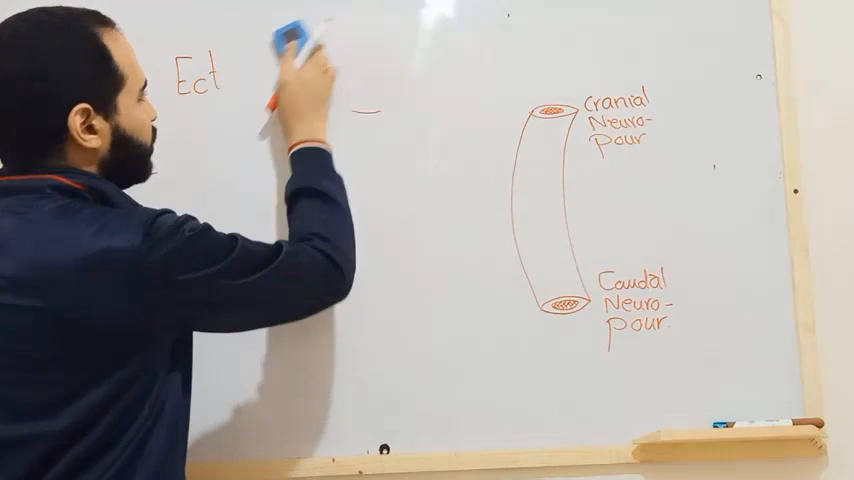 Ect
Cranial
Neuro-
pour
Caudal
Neuro-
pour.